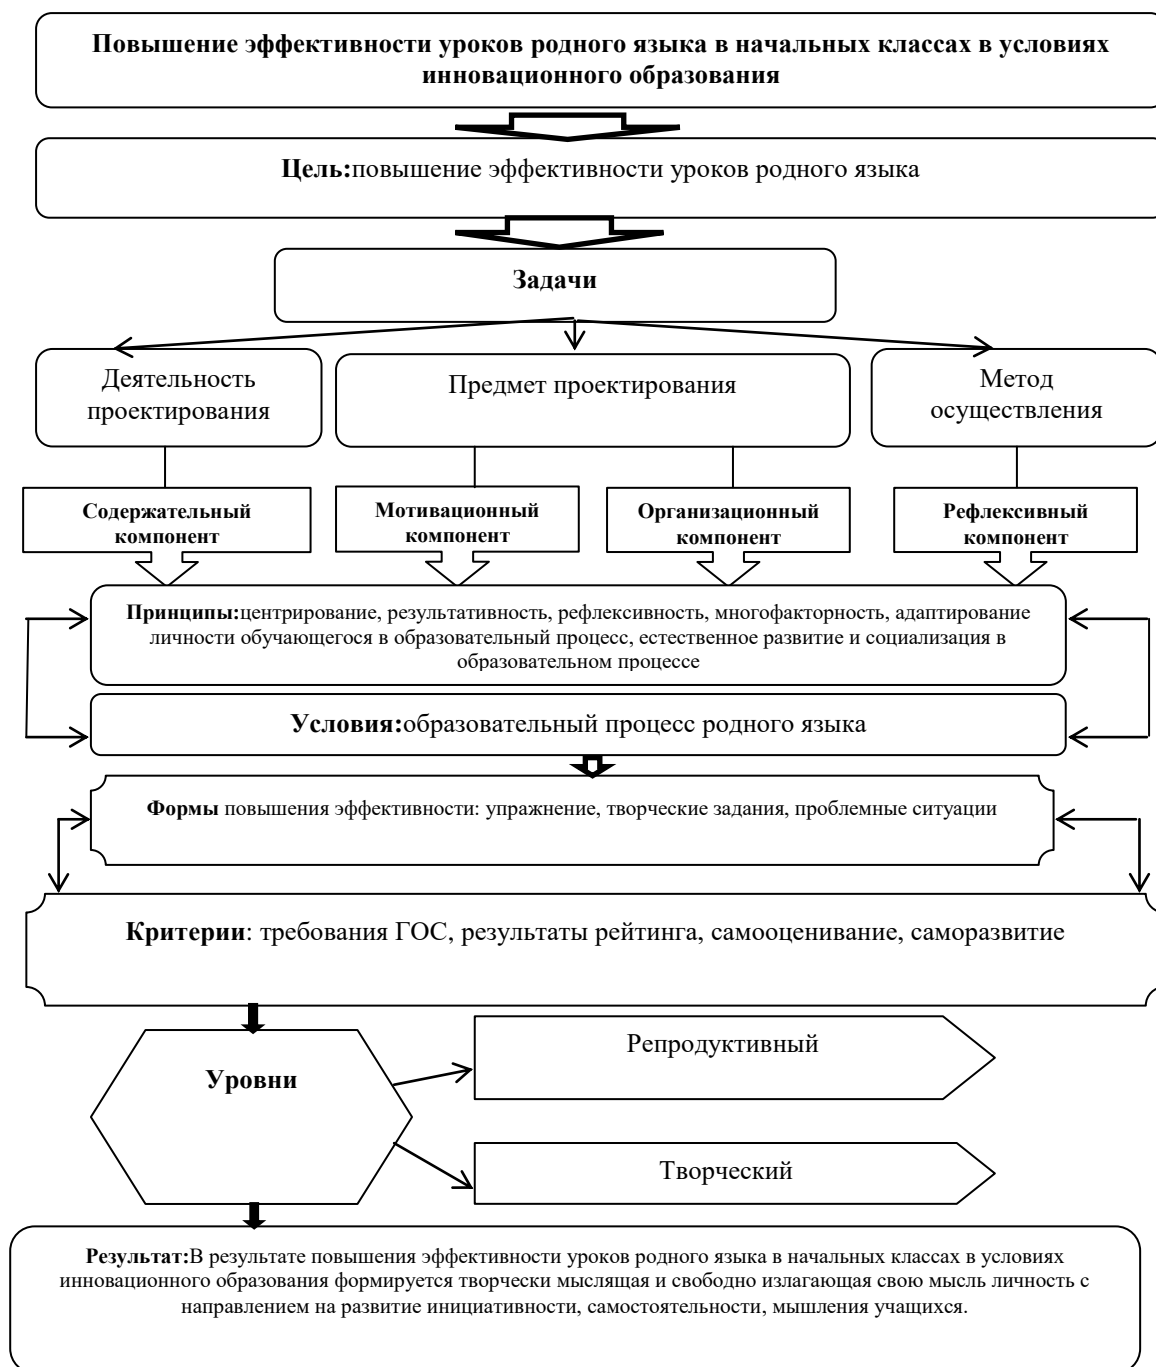 Повышение эффективности уроков родного языка в начальных классах в условиях
инновационного образования
Цель:повышение эффективности уроков родного языка
Задачи
Деятельность
проектирования
Предмет проектирования
Метод
осуществления
Содержательный
компонент
Мотивационный
компонент
Организационный
компонент
Рефлексивный
компонент
Принципы:центрирование, результативность, рефлексивность, многофакторность, адаптирование
личности обучающегося в образовательный процесс, естественное развитие и социализация в
образовательном процессе
Условия:образовательный процесс родного языка
Формы повышения эффективности: упражнение, творческие задания, проблемные ситуации
Критерии: требования ГОС, результаты рейтинга, самооценивание, саморазвитие
Уровни
Репродуктивный
Творческий
Результат:В результате повышения эффективности уроков родного языка в начальных классах в условиях
инновационного образования формируется творчески мыслящая и свободно излагающая свою мысль личность с
направлением на развитие инициативности, самостоятельности, мышления учащихся.